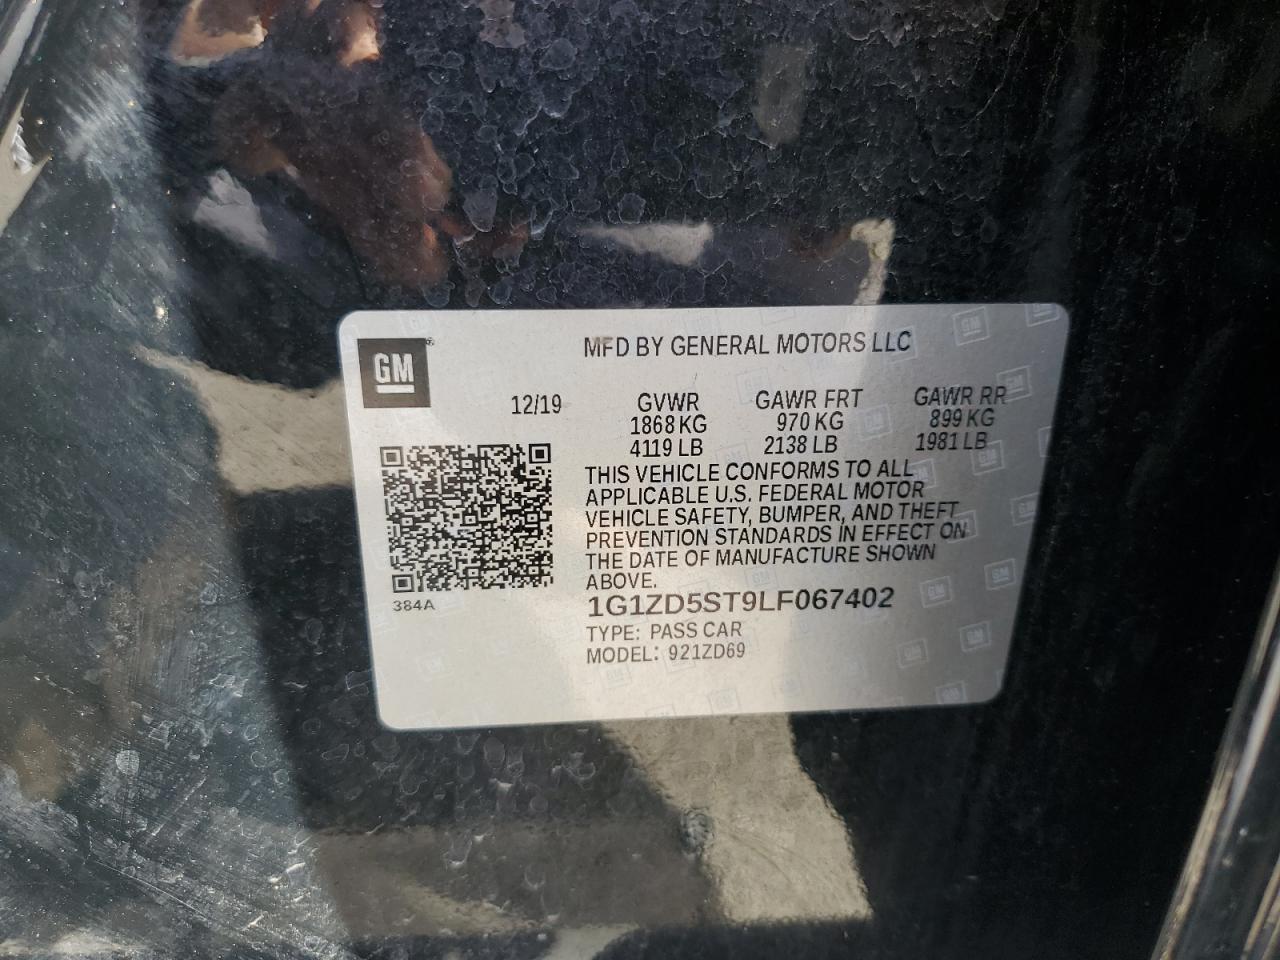 GM
MFD BY GENERAL MOTORS LLC
12/19 GVWR GAWR FRT GAWR RR
1868 KG 970 KG 899 KG
4119 LB 2138 LB 1981 LB
THIS VEHICLE CONFORMS TO ALL
APPLICABLE U.S. FEDERAL MOTOR
VEHICLE SAFETY, BUMPER, AND THEFT
PREVENTION STANDARDS IN EFFECT ON
THE DATE OF MANUFACTURE SHOWN
ABOVE.
384A
1G1ZD5ST9LF067402
TYPE: PASS CAR
MODEL: 921ZD69